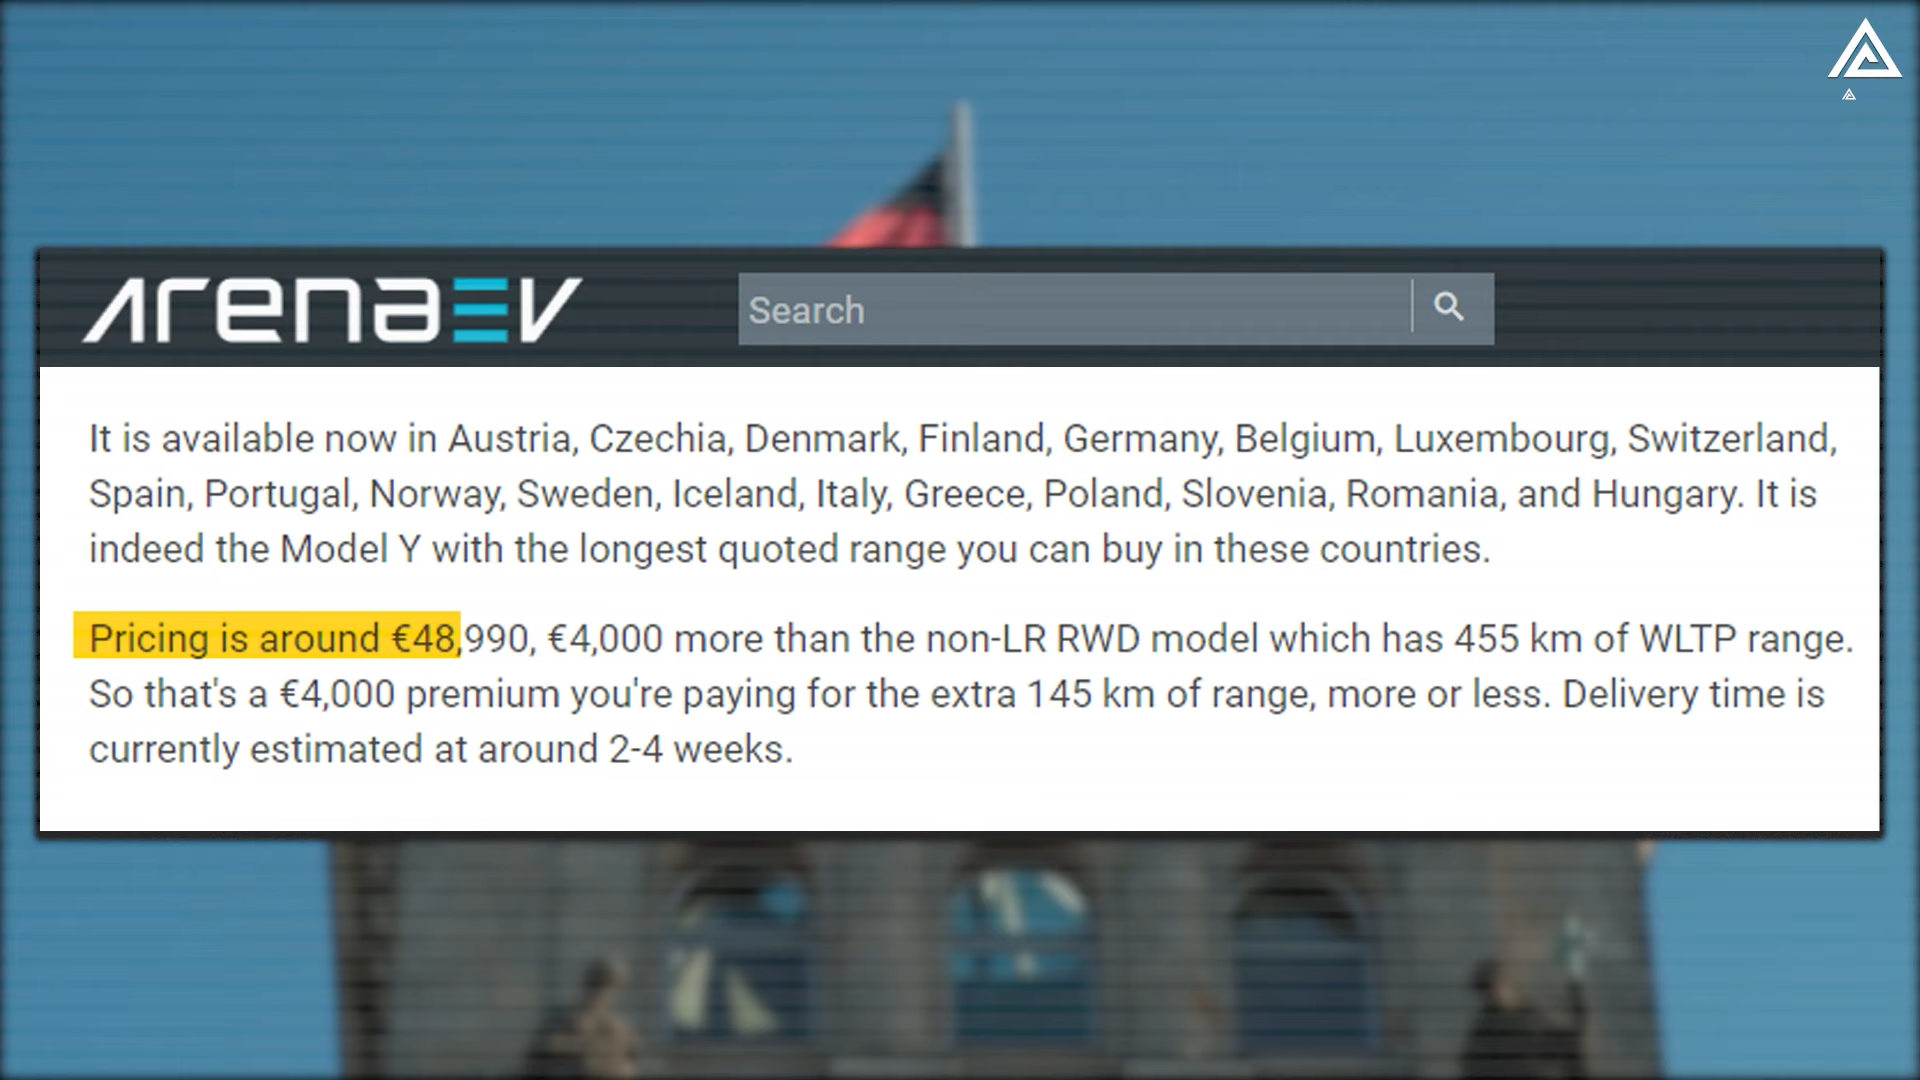 arenaEV
Search
It is available now in Austria, Czechia, Denmark, Finland, Germany, Belgium, Luxembourg, Switzerland,
Spain, Portugal, Norway, Sweden, Iceland, Italy, Greece, Poland, Slovenia, Romania, and Hungary. It is
indeed the Model Y with the longest quoted range you can buy in these countries.
Pricing is around €48,990, €4,000 more than the non-LR RWD model which has 455 km of WLTP range.
So that's a €4,000 premium you're paying for the extra 145 km of range, more or less. Delivery time is
currently estimated at around 2-4 weeks.